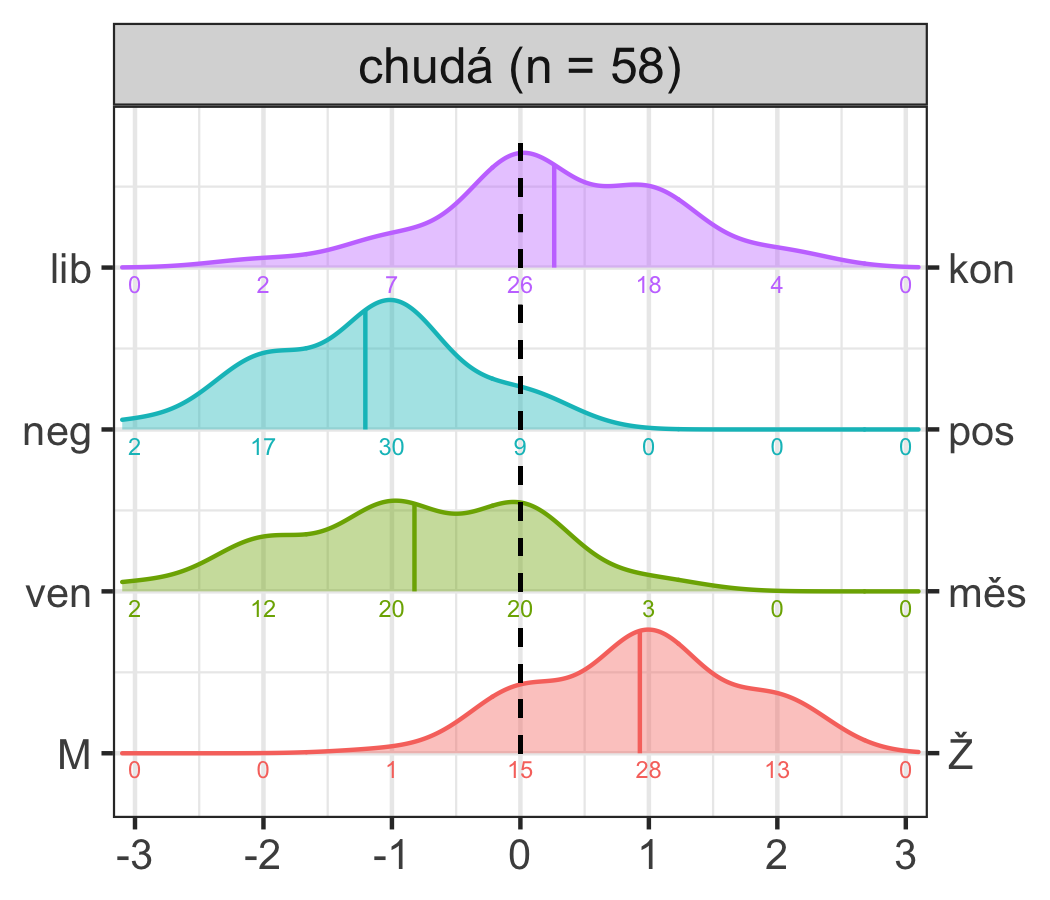 chudá (n = 58)
lib kon
0 2 7 26 18 4 0
neg pos
2 17 30 9 0 0 0
ven měs
2 12 20 20 3 0 0
M Ž
0 0 1 15 28 13 0
-3 -2 -1 0 1 2 3